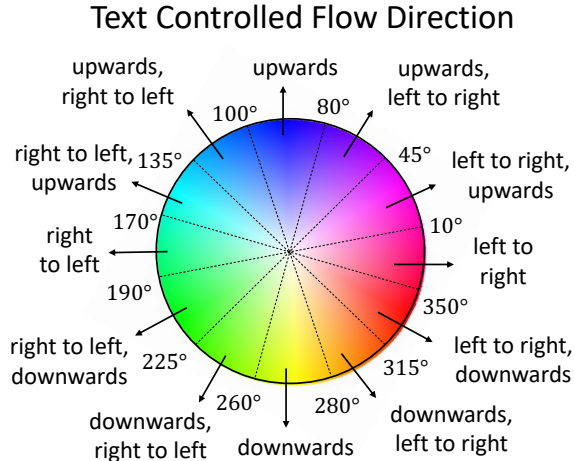 Text Controlled Flow Direction
upwards,
right to left
upwards
upwards,
left to right
100°
80°
right to left,
upwards
135°
45°
left to right,
upwards
170°
10°
right
to left
left to
right
190°
350°
right to left,
downwards
225°
315°
left to right,
downwards
260°
280°
downwards,
right to left
downwards
downwards,
left to right